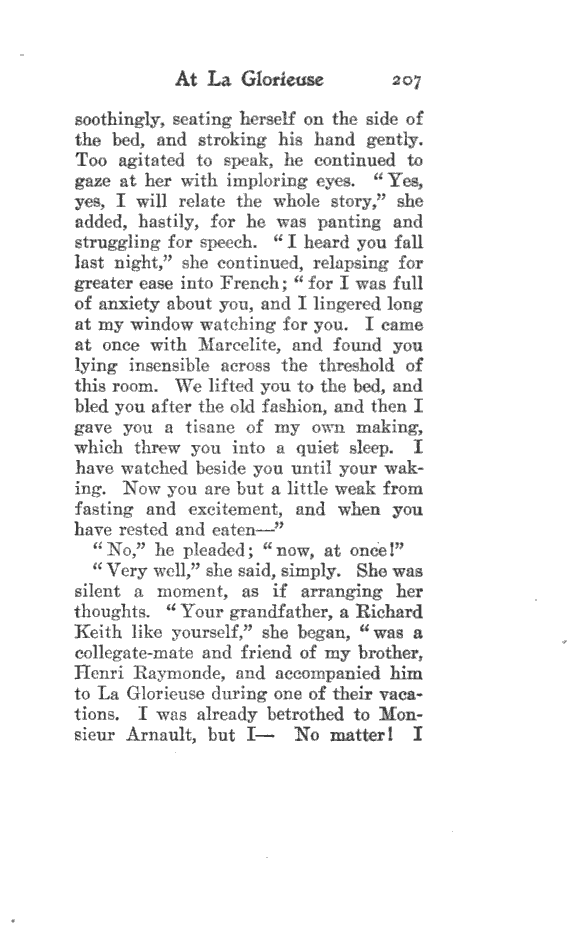 At La Glorieuse 207
soothingly, seating herself on the side of
the bed, and stroking his hand gently.
Too agitated to speak, he continued to
gaze at her with imploring eyes. “Yes,
yes, I will relate the whole story,” she
added, hastily, for he was panting and
struggling for speech. “I heard you fall
last night,” she continued, relapsing for
greater ease into French; “for I was full
of anxiety about you, and I lingered long
at my window watching for you. I came
at once with Marcelite, and found you
lying insensible across the threshold of
this room. We lifted you to the bed, and
bled you after the old fashion, and then I
gave you a tisane of my own making,
which threw you into a quiet sleep. I
have watched beside you until your wak-
ing. Now you are but a little weak from
fasting and excitement, and when you
have rested and eaten—”
“No,” he pleaded; “now, at once!”
“Very well,” she said, simply. She was
silent a moment, as if arranging her
thoughts. “Your grandfather, a Richard
Keith like yourself,” she began, “was a
collegate-mate and friend of my brother,
Henri Raymonde, and accompanied him
to La Glorieuse during one of their vaca-
tions. I was already betrothed to Mon-
sieur Arnault, but I— No matter! I